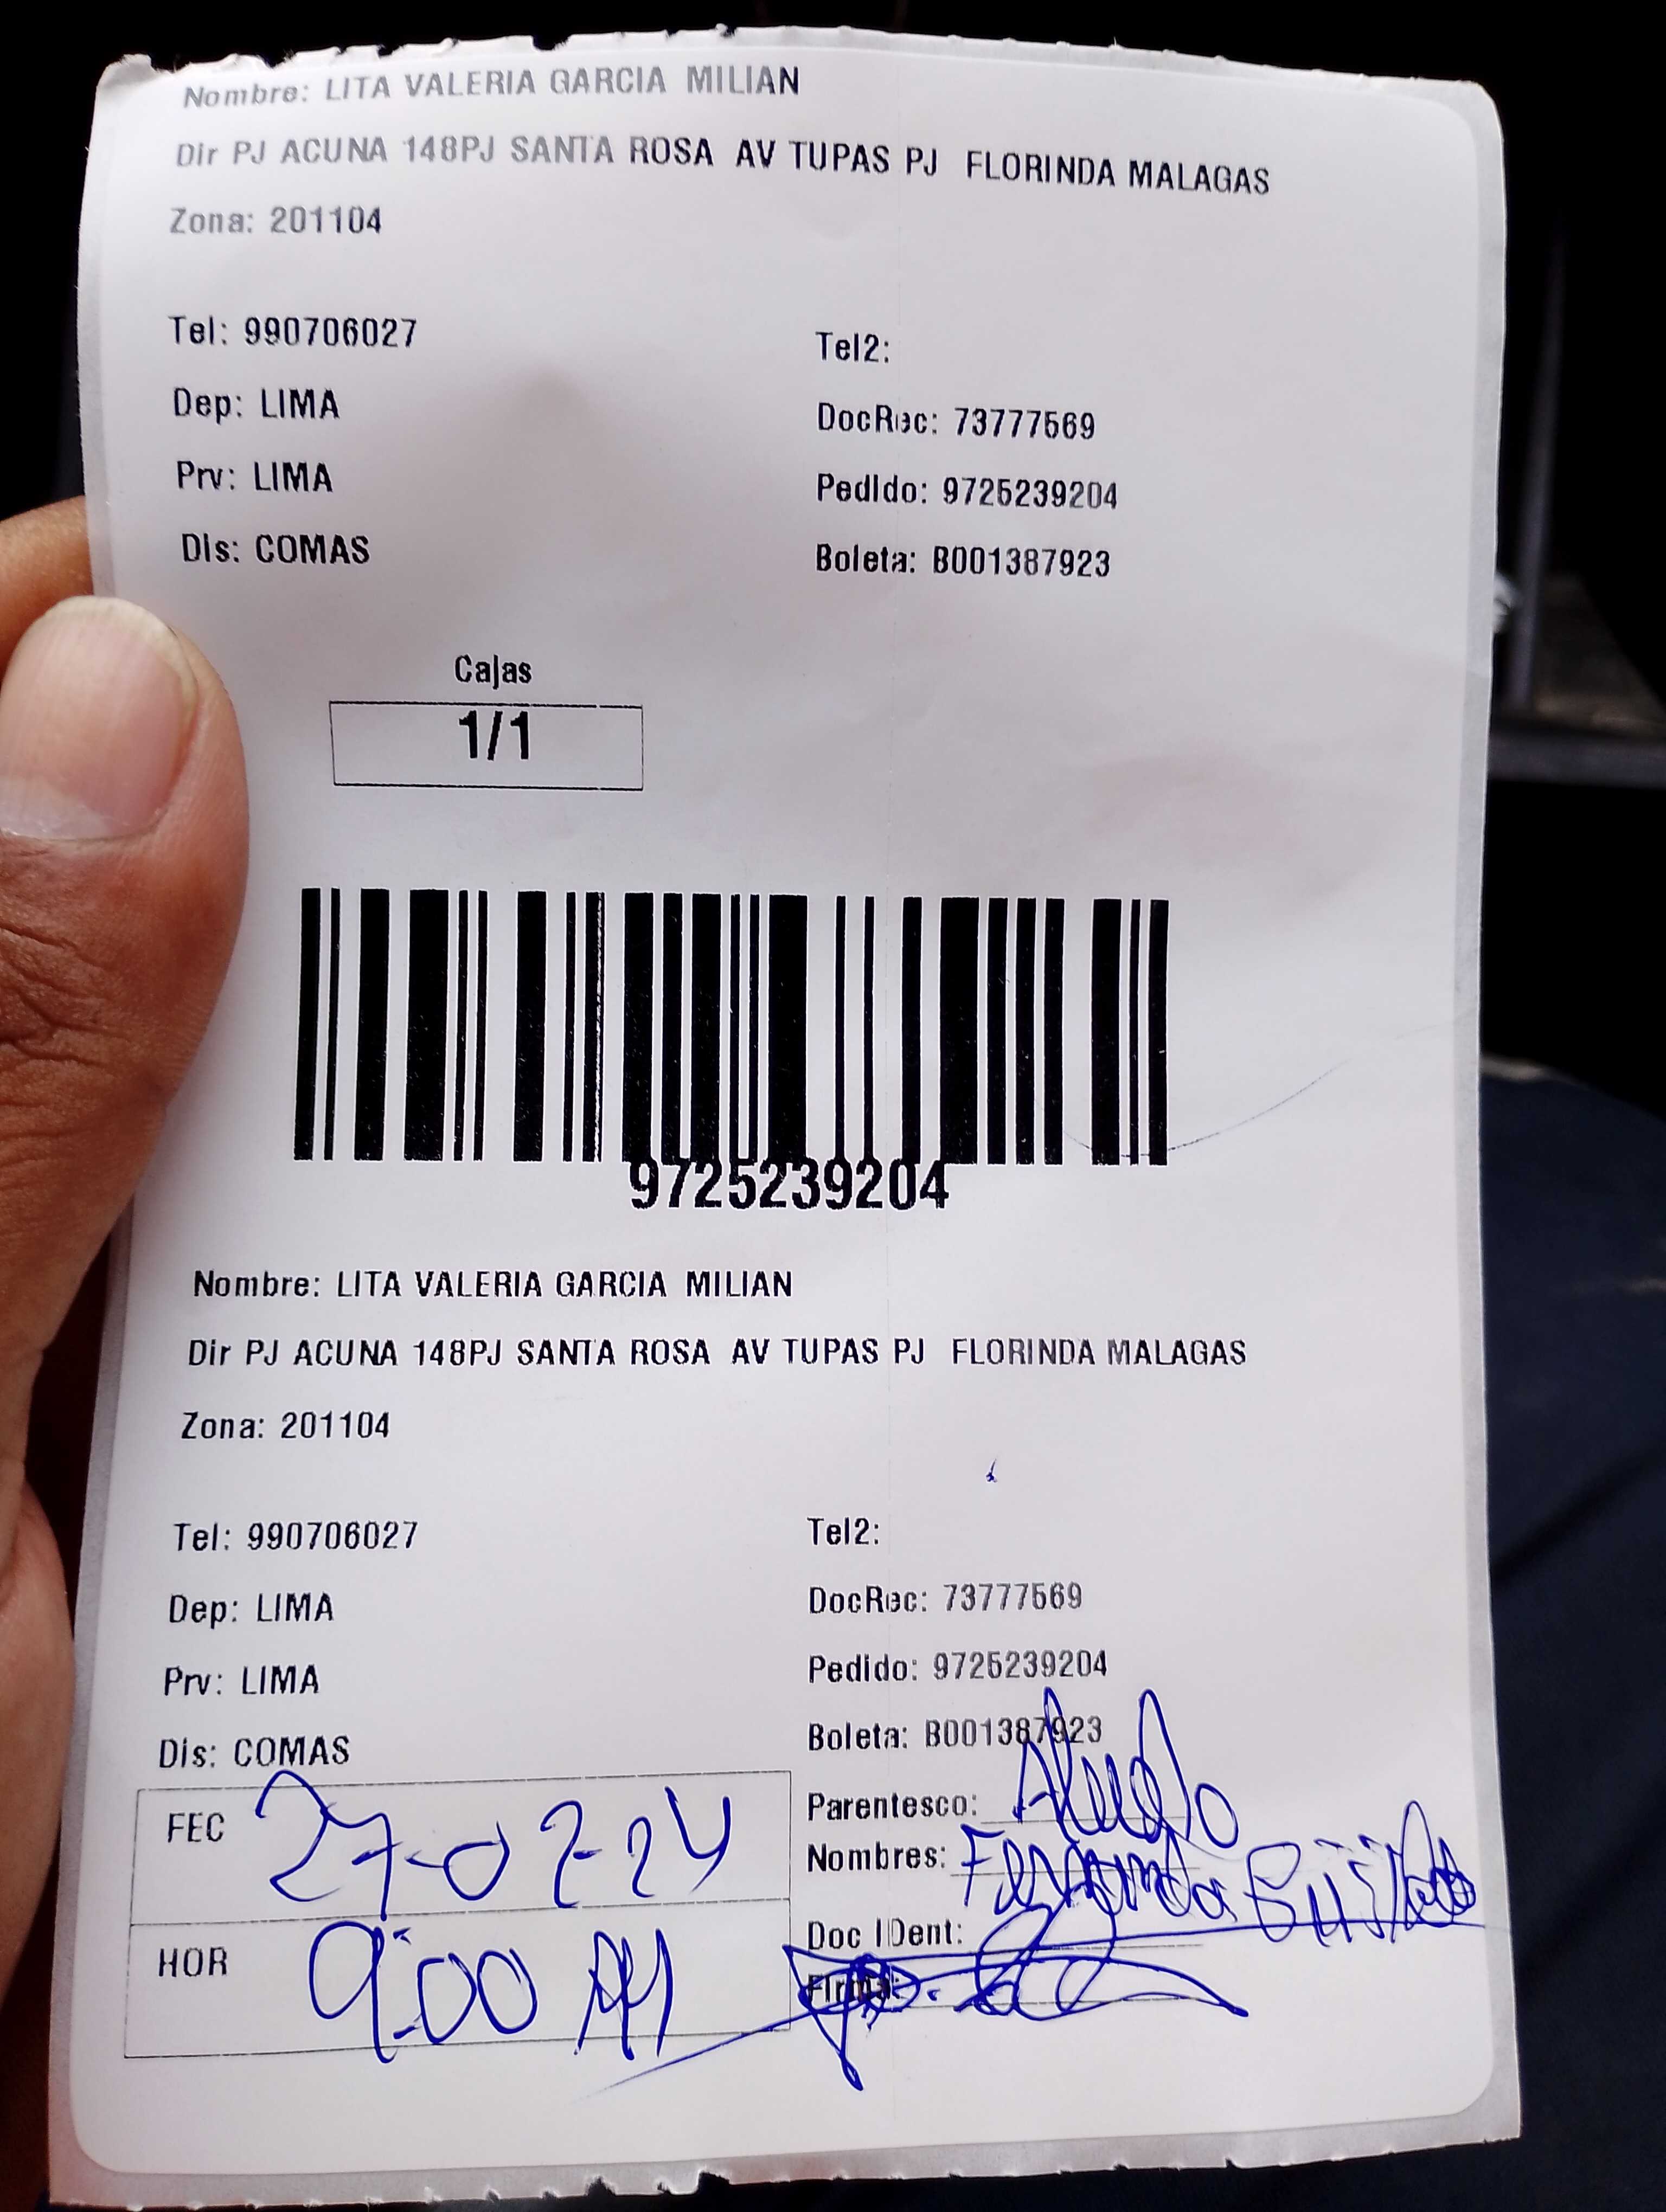 Nombre: LITA VALERIA GARCIA MILIAN
Dir PJ ACUNA 148PJ SANTA ROSA AV TUPAS PJ FLORINDA MALAGAS
Zona: 201104
Tel: 990706027
Tel2:
Dep: LIMA
DocRec: 73777569
Prv: LIMA
Pedido: 9725239204
Dis: COMAS
Boleta: B001387923
Cajas
1/1
9725239204
Nombre: LITA VALERIA GARCIA MILIAN
Dir PJ ACUNA 148PJ SANTA ROSA AV TUPAS PJ FLORINDA MALAGAS
Zona: 201104
Tel: 990706027
Tel2:
Dep: LIMA
DocRec: 73777569
Prv: LIMA
Pedido: 9725239204
Dis: COMAS
Boleta: B001387923
Parentesco: Abuelo
FEC 27-02-24
Nombres:
Doc IDent:
HOR 9:00 AM
Firma: